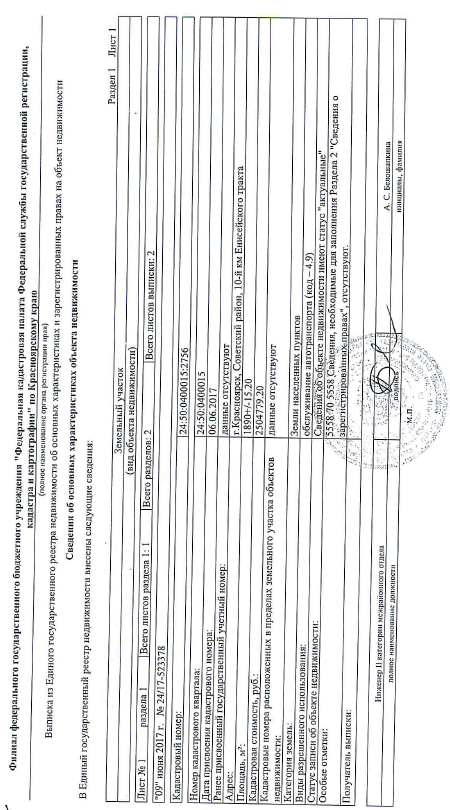 Филиал федерального государственного бюджетного учреждения "Федеральная кадастровая палата Федеральной службы государственной регистрации,
кадастра и картографии" по Красноярскому краю
(полное наименование органа регистрации прав)
Выписка из Единого государственного реестра недвижимости об основных характеристиках и зарегистрированных правах на объект недвижимости
Сведения об основных характеристиках объекта недвижимости
В Единый государственный реестр недвижимости внесены следующие сведения:
Раздел 1 Лист 1
Земельный участок
(вид объекта недвижимости)
Лист № 1 раздела 1 Всего листов раздела 1: 1 Всего разделов: 2 Всего листов выписки: 2
"09" июня 2017 г. № 24/17-523378
Кадастровый номер: 24:50:0400015:2756
Номер кадастрового квартала: 24:50:0400015
Дата присвоения кадастрового номера: 06.06.2017
Ранее присвоенный государственный учетный номер: данные отсутствуют
Адрес: г.Красноярск, Советский район, 10-й км Енисейского тракта
Площадь, м²: 1890+/-15.20
Кадастровая стоимость, руб.: 2504779.20
Кадастровые номера расположенных в пределах земельного участка объектов недвижимости: данные отсутствуют
Категория земель: Земли населенных пунктов
Виды разрешенного использования: обслуживание автотранспорта (код – 4.9)
Статус записи об объекте недвижимости: Сведения об объекте недвижимости имеют статус "актуальные"
Особые отметки: 5558 70 5558 Сведения, необходимые для заполнения Раздела 2 "Сведения о
зарегистрированных правах", отсутствуют.
Получатель выписки:
Инженер II категории межрайонного отдела А. С. Белошапкина
полное наименование должности подпись инициалы, фамилия
М.П.